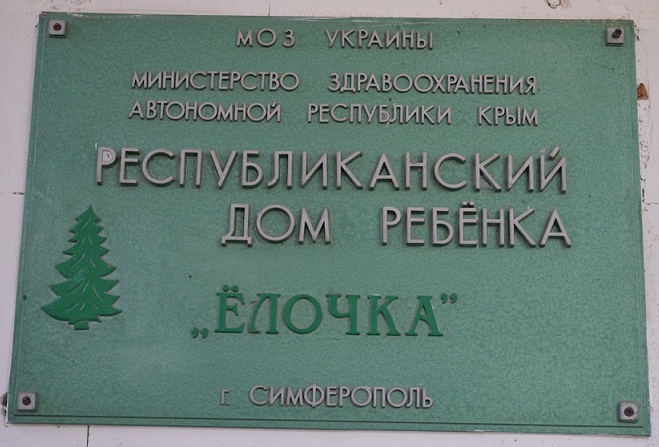 МОЗ УКРАИНЫ
МИНИСТЕРСТВО ЗДРАВООХРАНЕНИЯ
АВТОНОМНОЙ РЕСПУБЛИКИ КРЫМ
РЕСПУБЛИКАНСКИЙ
ДОМ РЕБЁНКА
„ЁЛОЧКА”
г. СИМФЕРОПОЛЬ